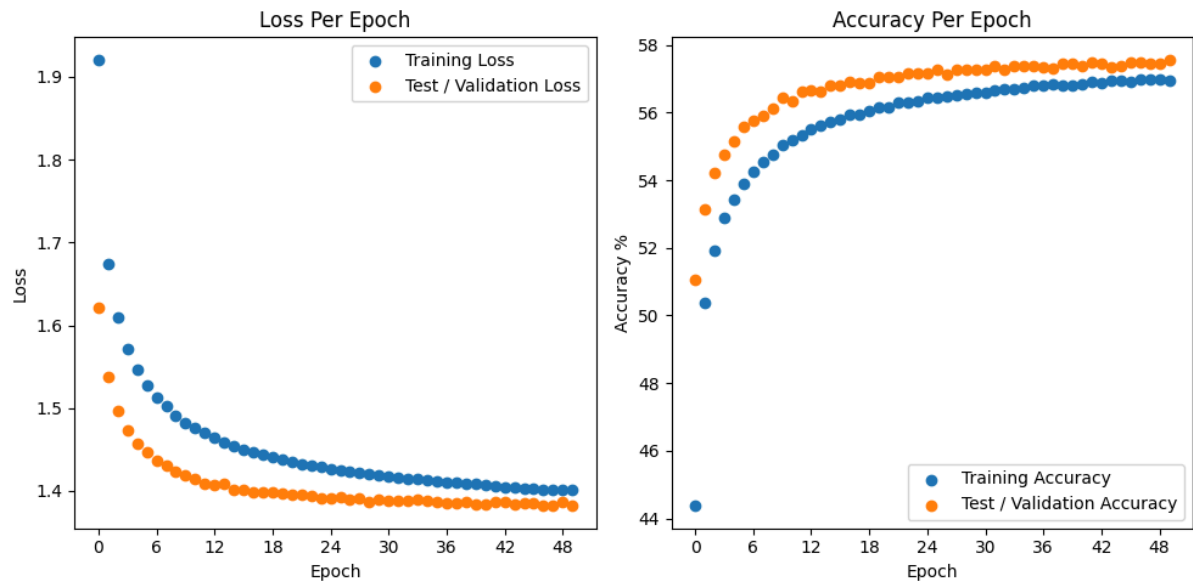 Loss Per Epoch
Training Loss
Test / Validation Loss
1.9
1.8
1.7
1.6
1.5
1.4
Loss
0 6 12 18 24 30 36 42 48
Epoch
Accuracy Per Epoch
58
56
54
52
50
48
46
44
Accuracy %
Training Accuracy
Test / Validation Accuracy
0 6 12 18 24 30 36 42 48
Epoch